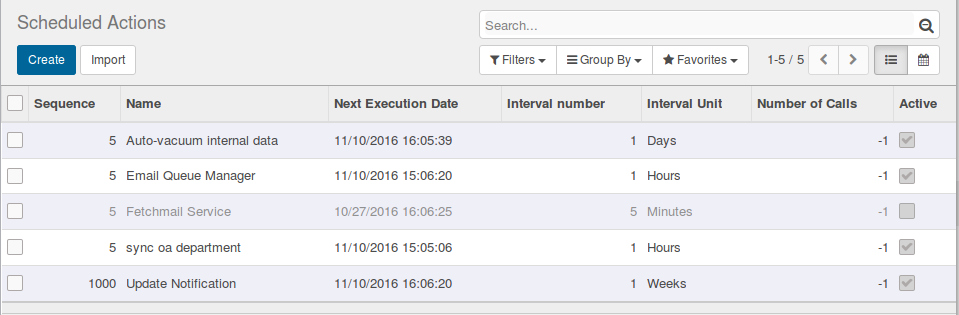 Scheduled Actions
Search...
Create Import Filters Group By Favorites 1-5 / 5
Sequence Name Next Execution Date Interval number Interval Unit Number of Calls Active
5 Auto-vacuum internal data 11/10/2016 16:05:39 1 Days -1
5 Email Queue Manager 11/10/2016 15:06:20 1 Hours -1
5 Fetchmail Service 10/27/2016 16:06:25 5 Minutes -1
5 sync oa department 11/10/2016 15:05:06 1 Hours -1
1000 Update Notification 11/10/2016 16:06:20 1 Weeks -1